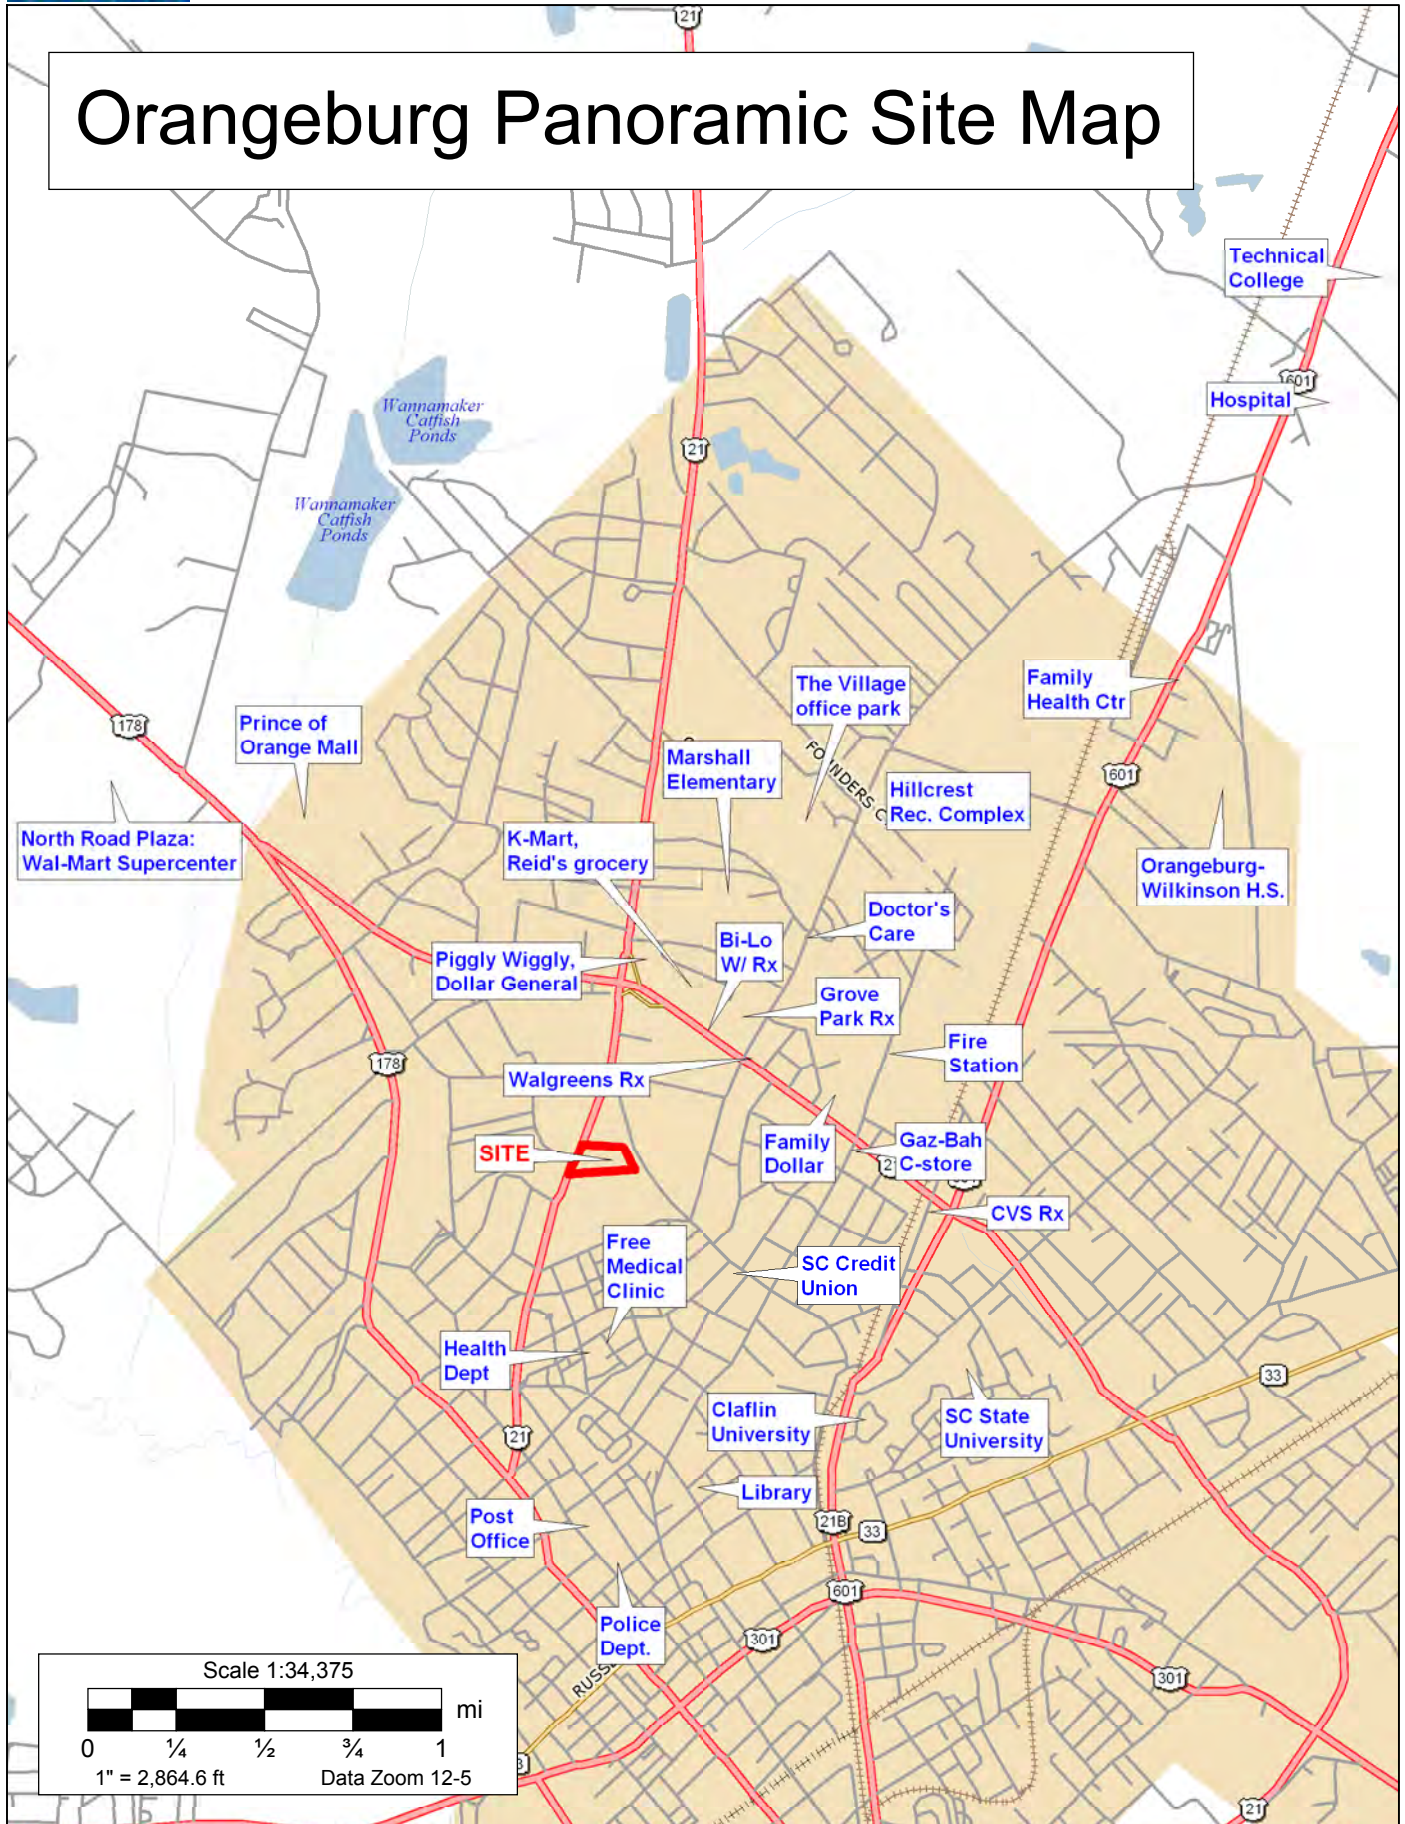 21
Orangeburg Panoramic Site Map
Technical
College
601
Hospital
Wannamaker
Catfish
Ponds
21
Wannamaker
Catfish
Ponds
Family
Health Ctr
The Village
office park
178
Prince of
Orange Mall
Marshall
Elementary
FOUNDERS C
601
Hillcrest
Rec. Complex
North Road Plaza:
Wal-Mart Supercenter
K-Mart,
Reid's grocery
Orangeburg-
Wilkinson H.S.
Doctor's
Care
Bi-Lo
W/ Rx
Piggly Wiggly,
Dollar General
Grove
Park Rx
Fire
Station
178
Walgreens Rx
SITE
Family
Dollar
Gaz-Bah
C-store
2
CVS Rx
Free
Medical
Clinic
SC Credit
Union
Health
Dept
33
Claflin
University
SC State
University
21
Library
Post
Office
21B
33
601
Police
Dept.
301
RUSS
301
Scale 1:34,375
mi
0 ¼ ½ ¾ 1
1" = 2,864.6 ft Data Zoom 12-5
21